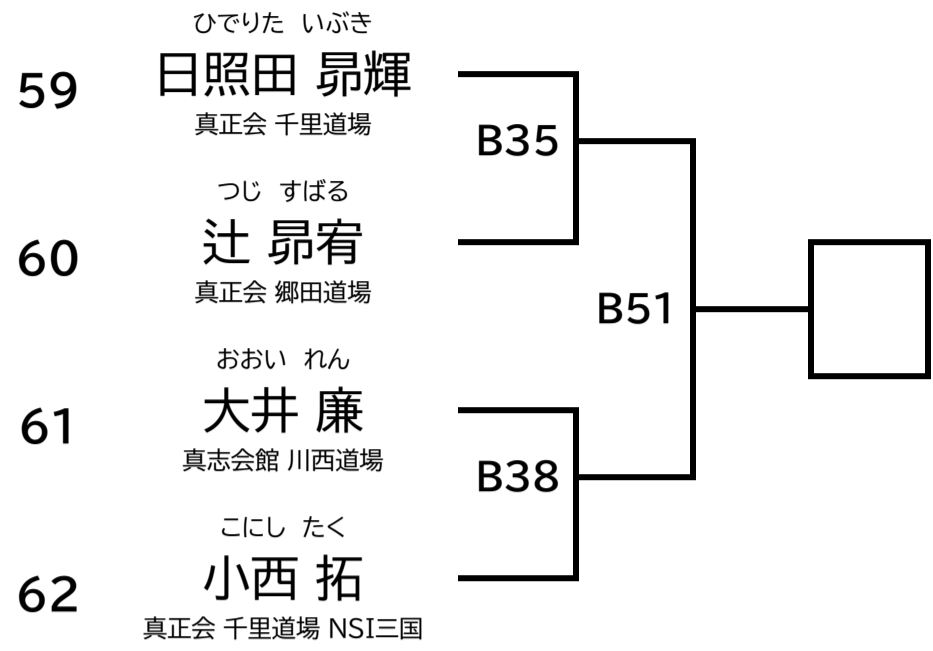 ひでりた いぶき
59
日照田 昴輝
真正会 千里道場
B35
つじ すばる
60
辻 昴宥
真正会 郷田道場
B51
おおい れん
61
大井 廉
真志会館 川西道場
B38
こにし たく
62
小西 拓
真正会 千里道場 NSI三国